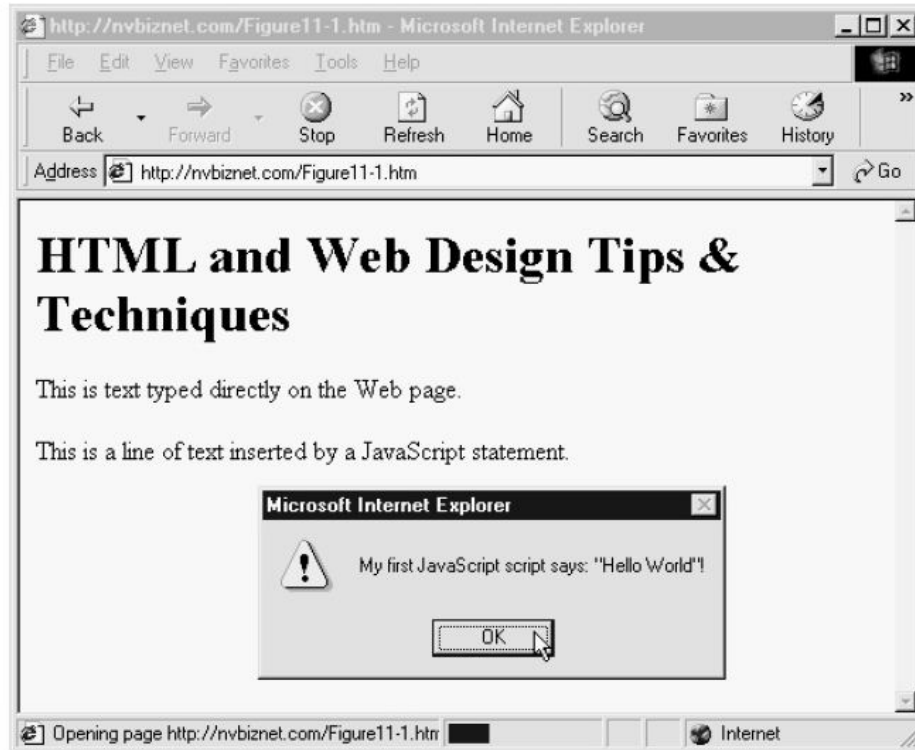 http://nvbiznet.com/Figure11-1.htm - Microsoft Internet Explorer
File Edit View Favorites Tools Help
Back Forward Stop Refresh Home Search Favorites History »
Address http://nvbiznet.com/Figure11-1.htm Go
HTML and Web Design Tips &
Techniques
This is text typed directly on the Web page.
This is a line of text inserted by a JavaScript statement.
Microsoft Internet Explorer
My first JavaScript script says: "Hello World"!
OK
Opening page http://nvbiznet.com/Figure11-1.htm Internet